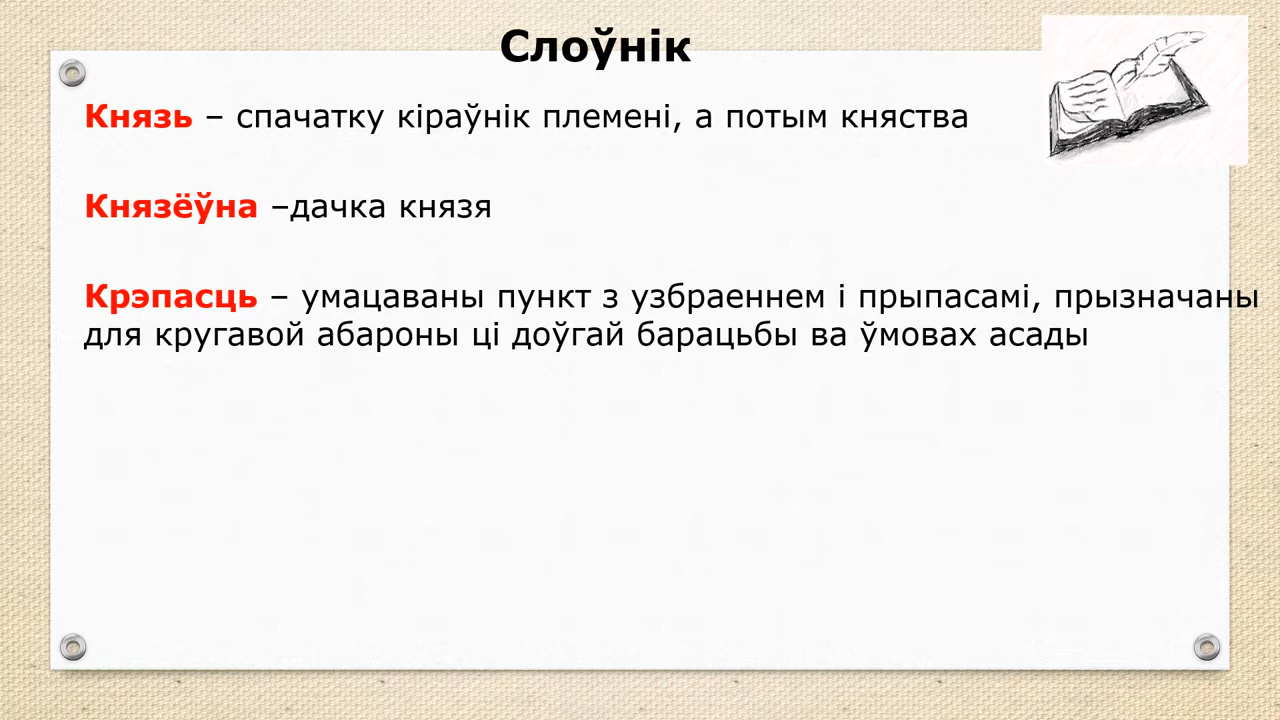 Слоўнік
Князь – спачатку кіраўнік племені, а потым княства
Князёўна –дачка князя
Крэпасць – умацаваны пункт з узбраеннем і прыпасамі, прызначаны
для кругавой абароны ці доўгай барацьбы ва ўмовах асады